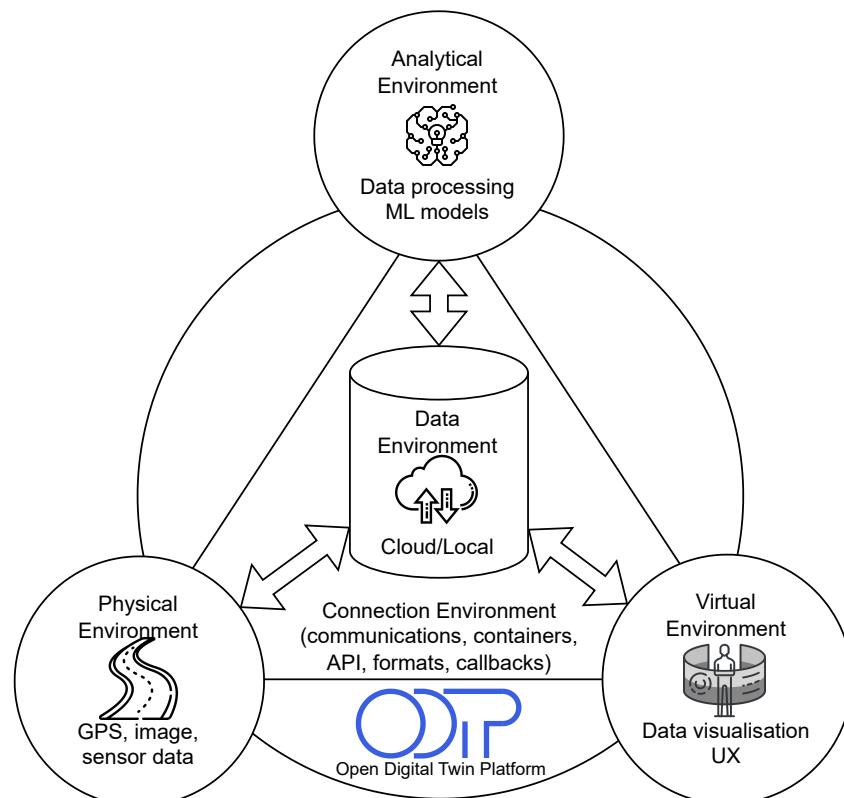 Analytical
Environment
Data processing
ML models
Data
Environment
Cloud/Local
Physical
Environment
GPS, image,
sensor data
Connection Environment
(communications, containers,
API, formats, callbacks)
Virtual
Environment
Data visualisation
UX
ODTP
Open Digital Twin Platform